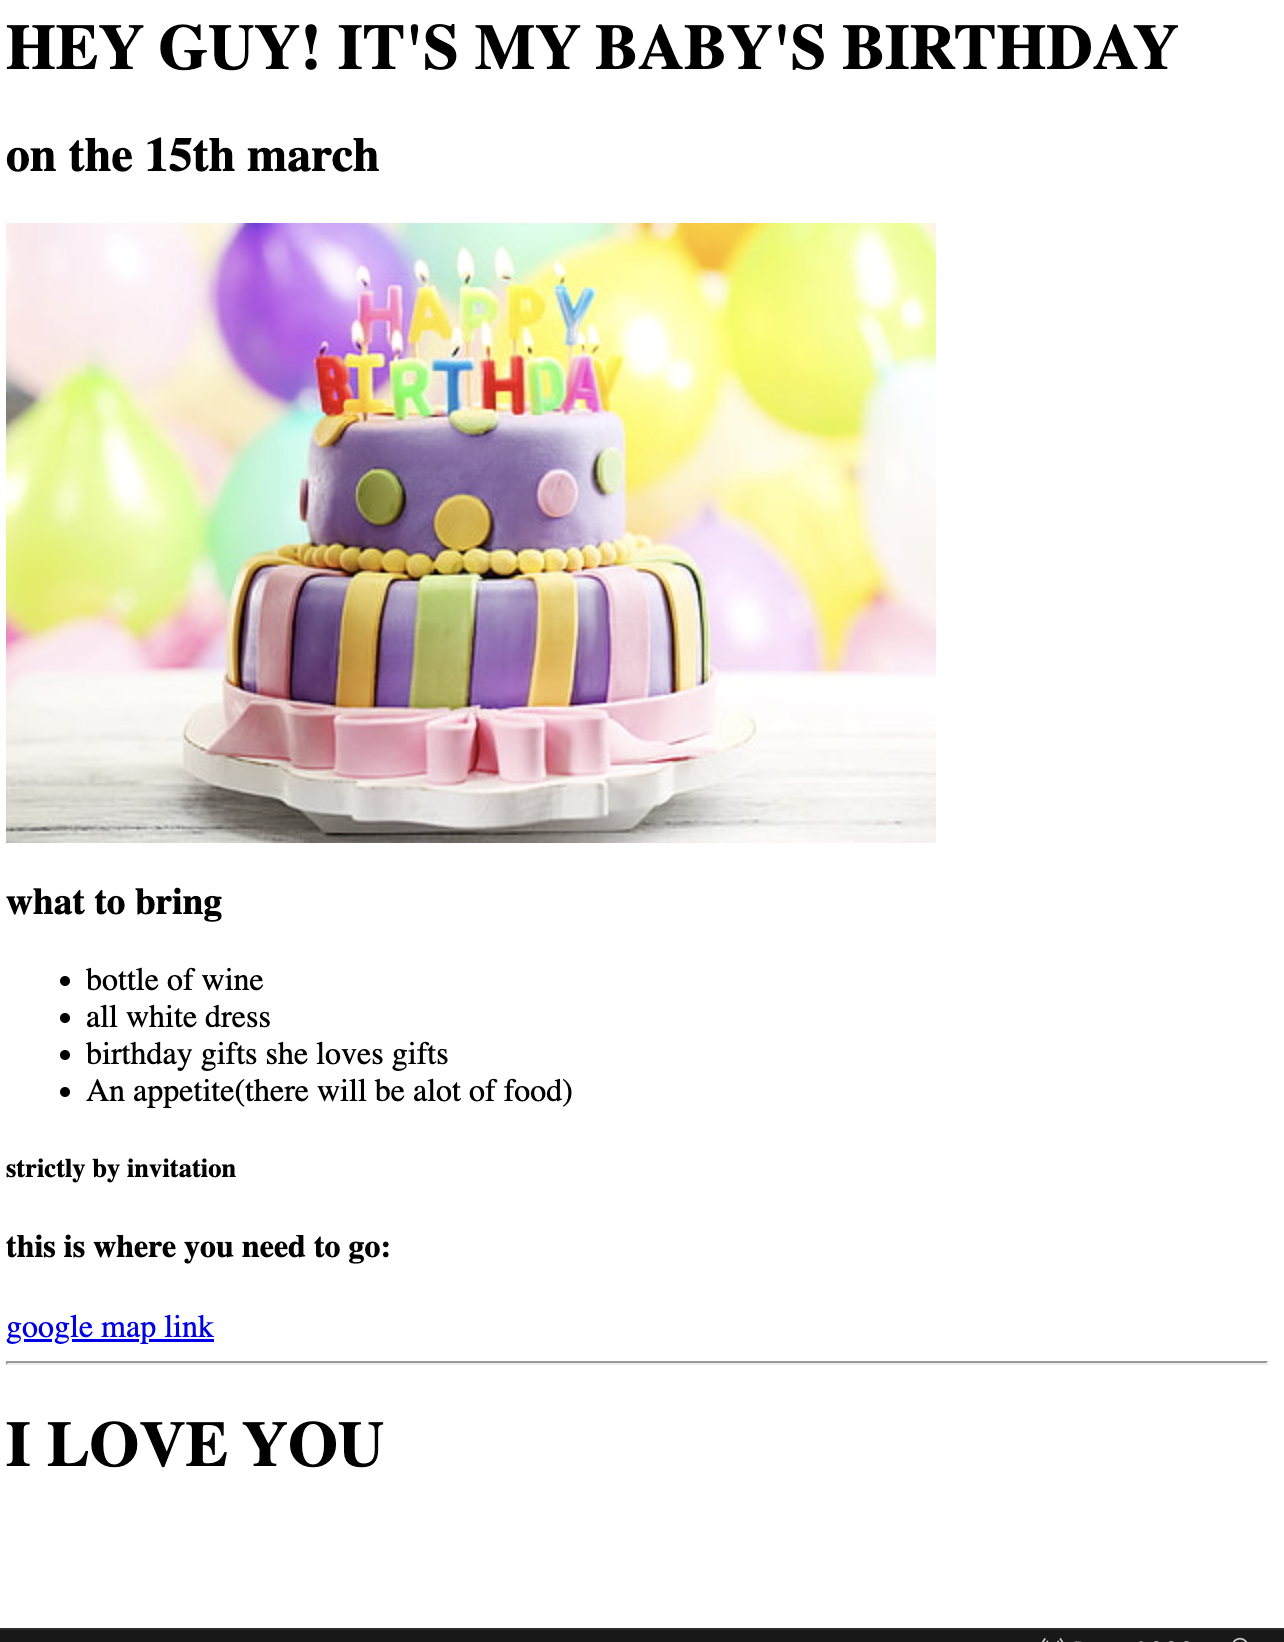 HEY GUY! IT'S MY BABY'S BIRTHDAY
on the 15th march
HAPPY
BIRTHDAY
what to bring
bottle of wine
all white dress
birthday gifts she loves gifts
An appetite(there will be alot of food)
strictly by invitation
this is where you need to go:
google map link
I LOVE YOU